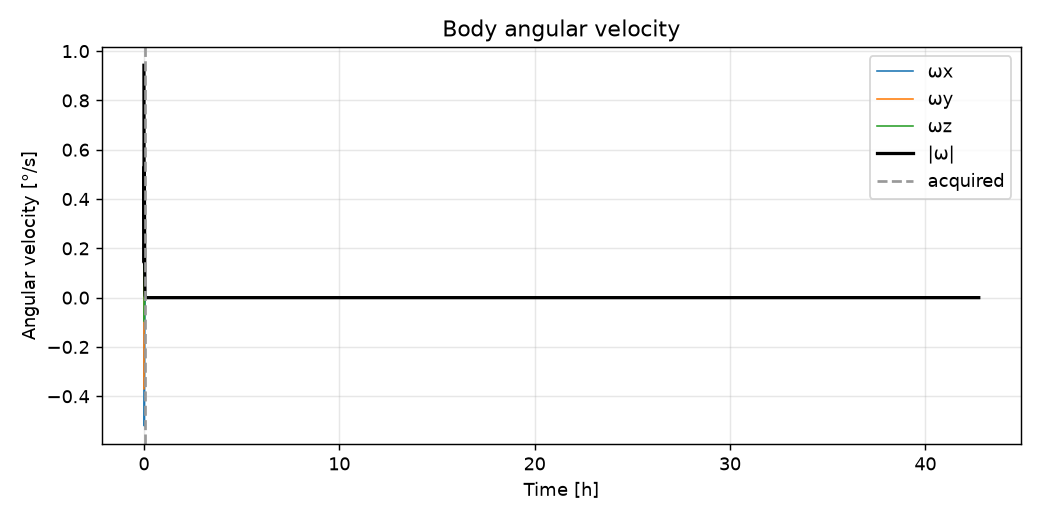 Body angular velocity
Angular velocity [°/s]
1.0
0.8
0.6
0.4
0.2
0.0
−0.2
−0.4
ωx
ωy
ωz
|ω|
acquired
0 10 20 30 40
Time [h]